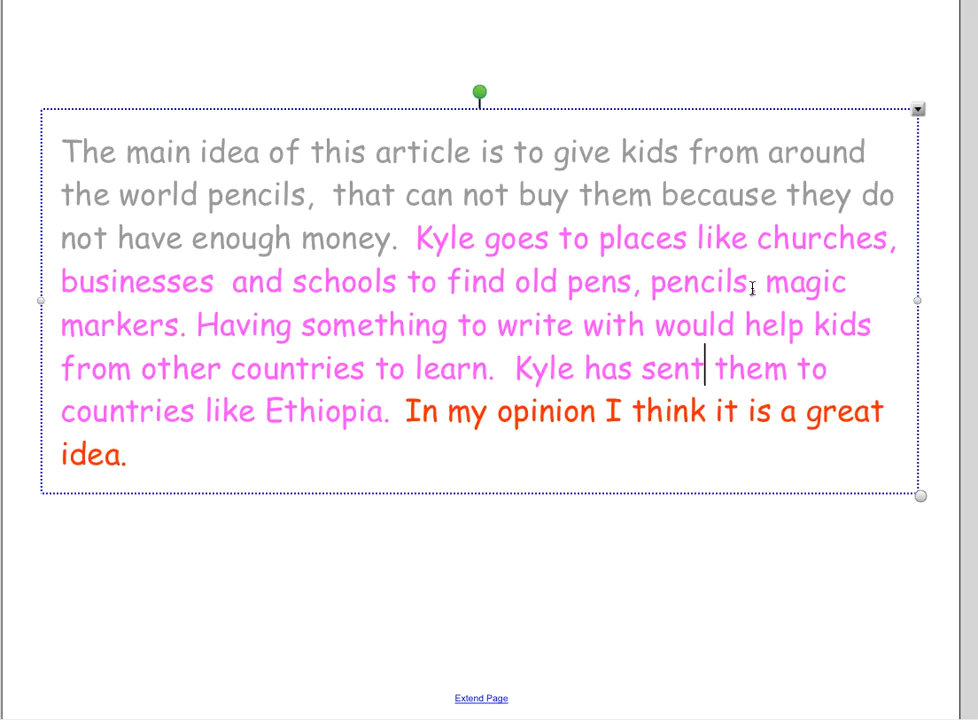 The main idea of this article is to give kids from around
the world pencils,  that can not buy them because they do
not have enough money.  Kyle goes to places like churches,
businesses  and schools to find old pens, pencils, magic
markers. Having something to write with would help kids
from other countries to learn.  Kyle has sent them to
countries like Ethiopia.  In my opinion I think it is a great
idea.
Extend Page